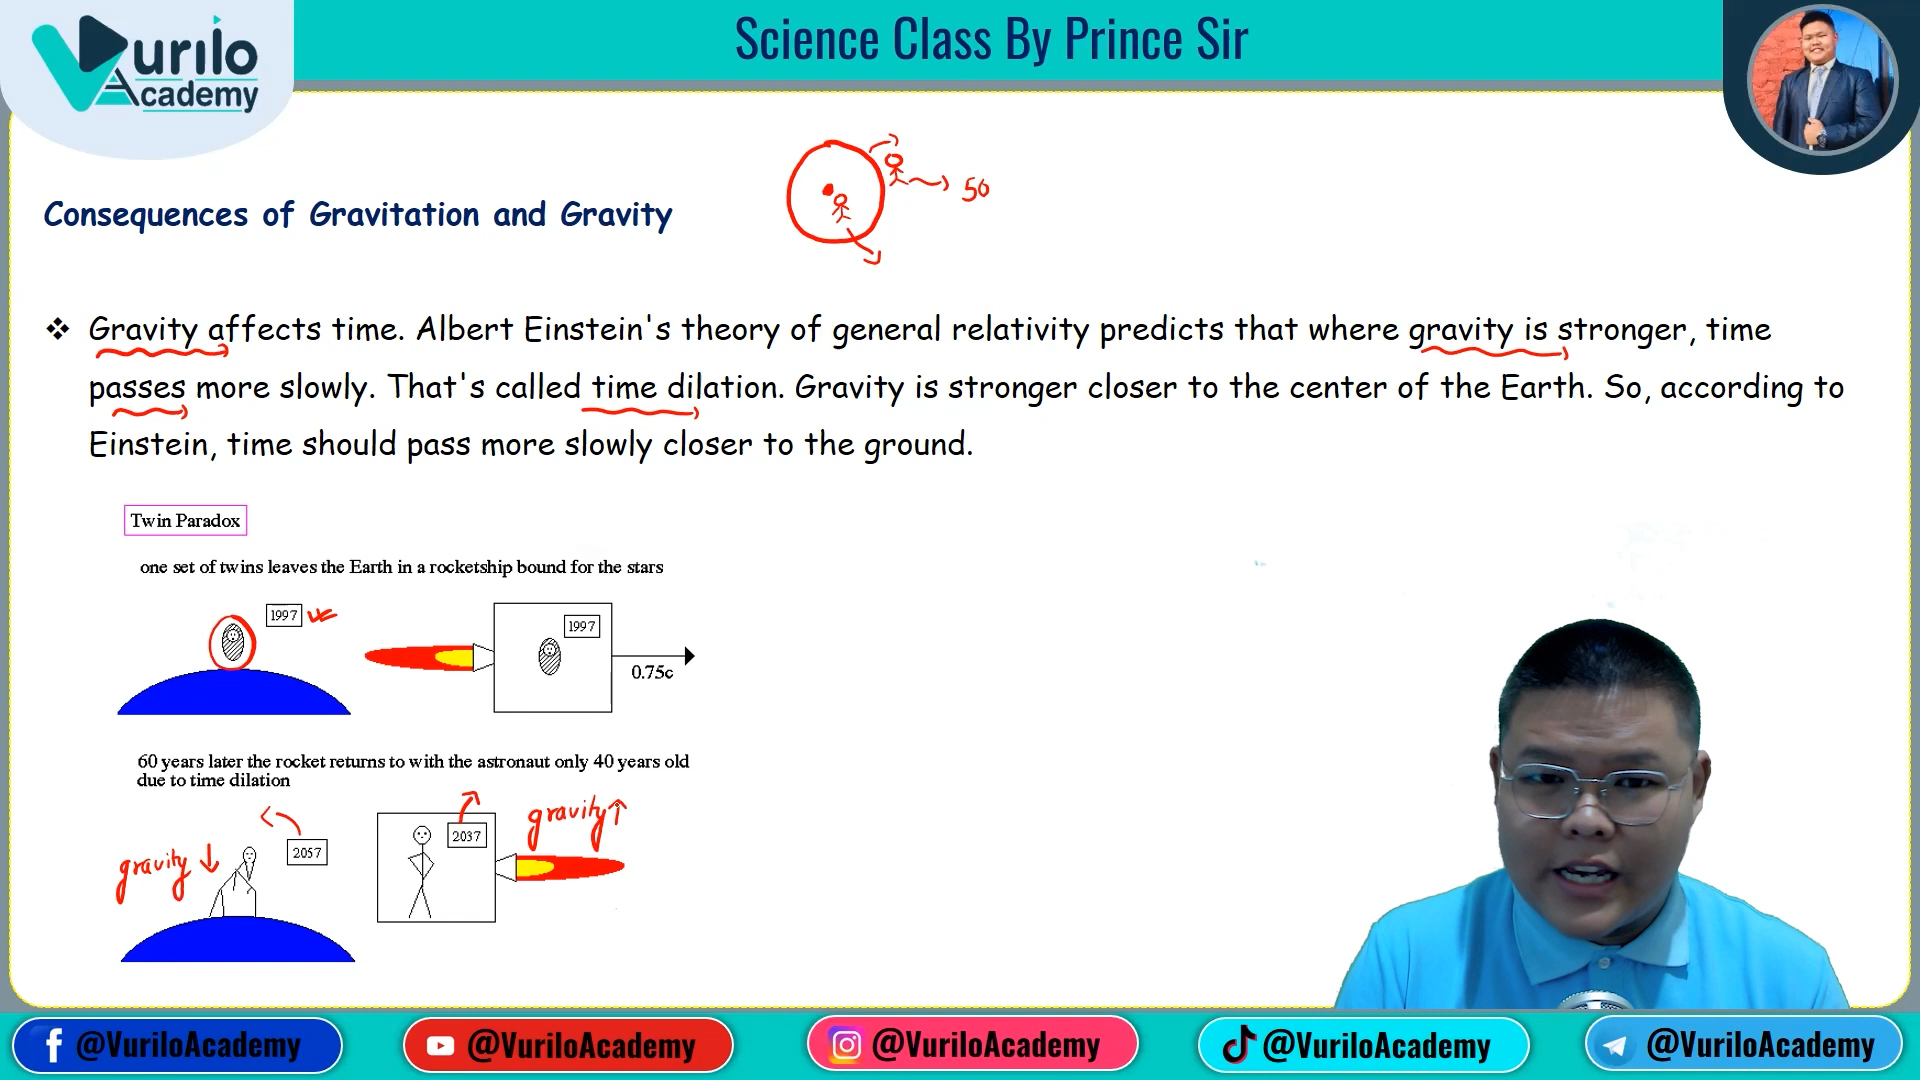 Vurilo
Academy
Science Class By Prince Sir
50
Consequences of Gravitation and Gravity
❖ Gravity affects time. Albert Einstein's theory of general relativity predicts that where gravity is stronger, time
passes more slowly. That's called time dilation. Gravity is stronger closer to the center of the Earth. So, according to
Einstein, time should pass more slowly closer to the ground.
Twin Paradox
one set of twins leaves the Earth in a rocketship bound for the stars
1997
1997
0.75c
60 years later the rocket returns to with the astronaut only 40 years old
due to time dilation
gravity ↓
2057
2037
gravity ↑
@VuriloAcademy
@VuriloAcademy
@VuriloAcademy
@VuriloAcademy
@VuriloAcademy